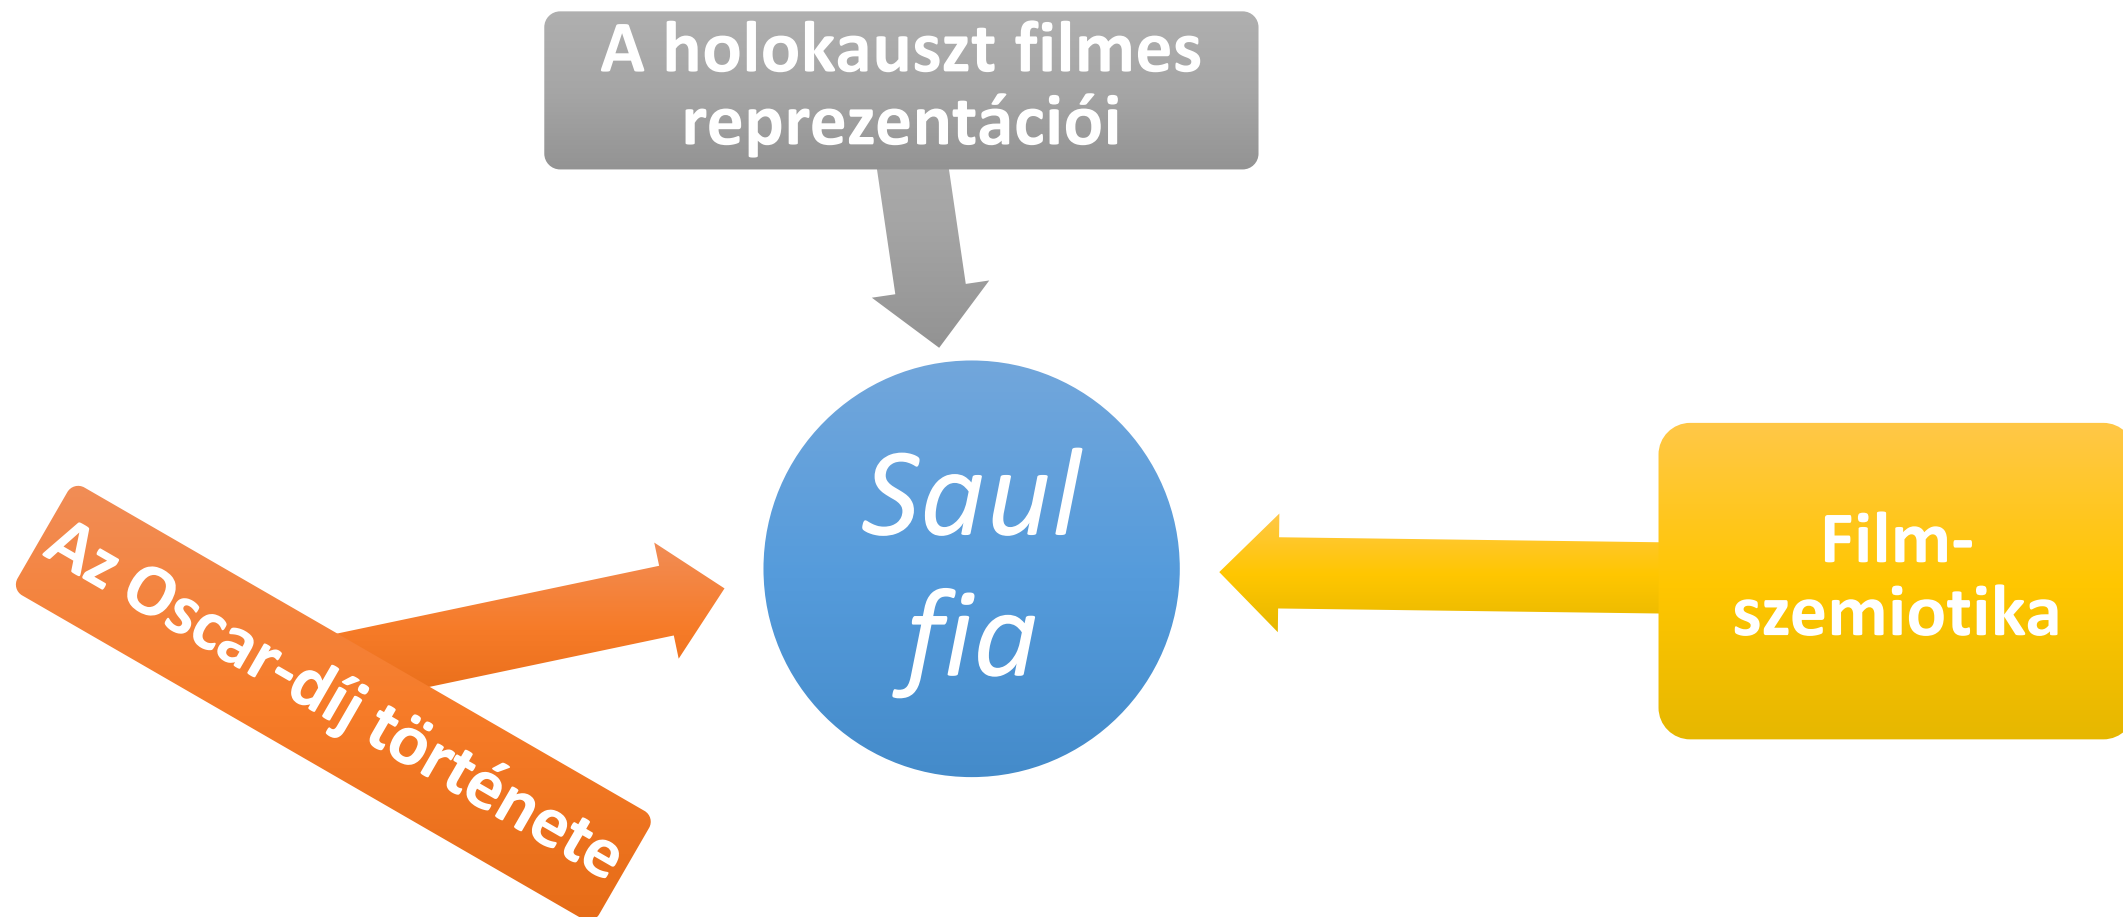 A holokauszt filmes
reprezentációi
Saul
fia
Az Oscar-díj története
Film-
szemiotika